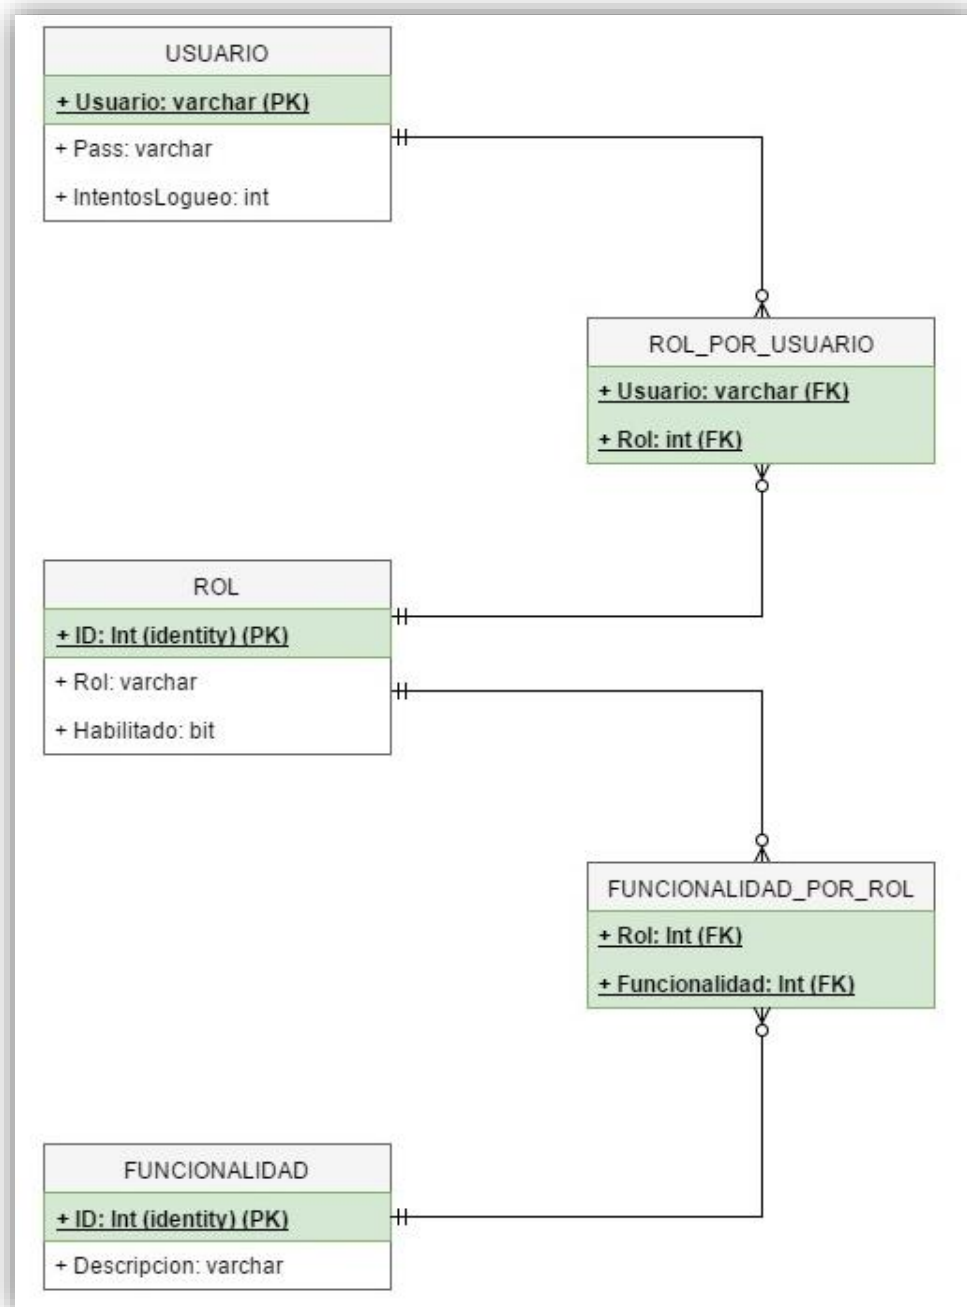 USUARIO
+ Usuario: varchar (PK)
+ Pass: varchar
+ IntentosLogueo: int
ROL_POR_USUARIO
+ Usuario: varchar (FK)
+ Rol: int (FK)
ROL
+ ID: Int (identity) (PK)
+ Rol: varchar
+ Habilitado: bit
FUNCIONALIDAD_POR_ROL
+ Rol: Int (FK)
+ Funcionalidad: Int (FK)
FUNCIONALIDAD
+ ID: Int (identity) (PK)
+ Descripcion: varchar